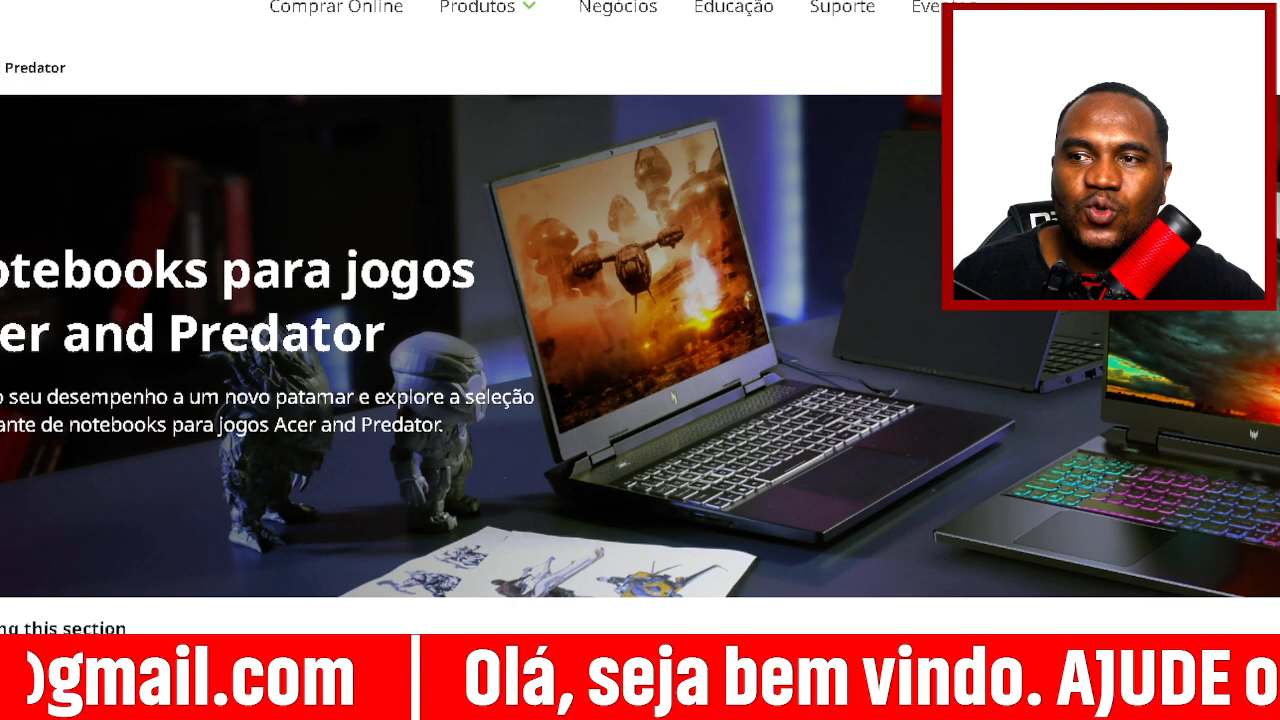 Comprar Online Produtos Negócios Educação Suporte
Predator
otebooks para jogos
er and Predator
o seu desempenho a um novo patamar e explore a seleção
ante de notebooks para jogos Acer and Predator.
ng this section
@gmail.com | Olá, seja bem vindo. AJUDE o